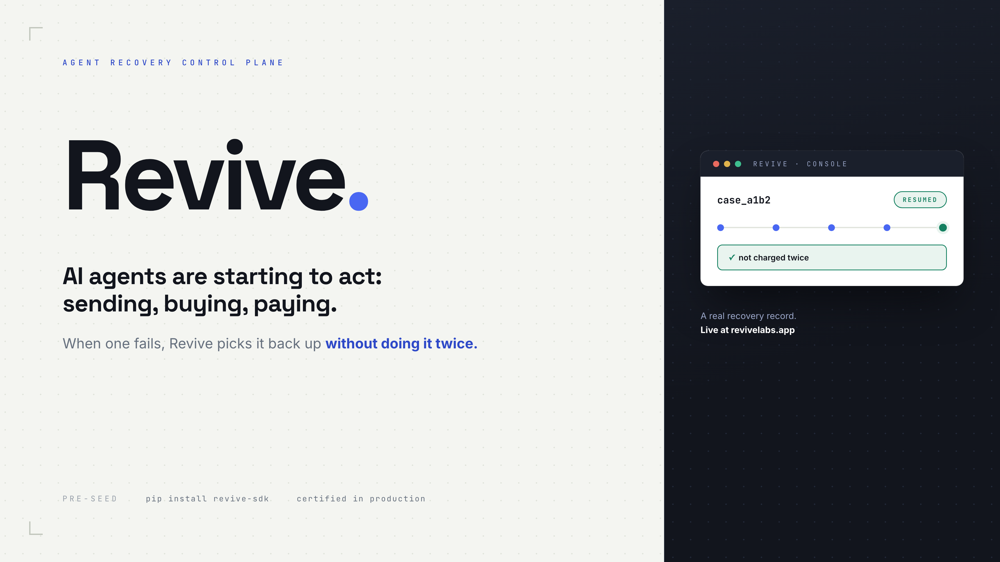 AGENT RECOVERY CONTROL PLANE
Revive.
AI agents are starting to act:
sending, buying, paying.
When one fails, Revive picks it back up without doing it twice.
PRE-SEED pip install revive-sdk certified in production
REVIVE · CONSOLE
case_a1b2 RESUMED
✓ not charged twice
A real recovery record.
Live at revivelabs.app